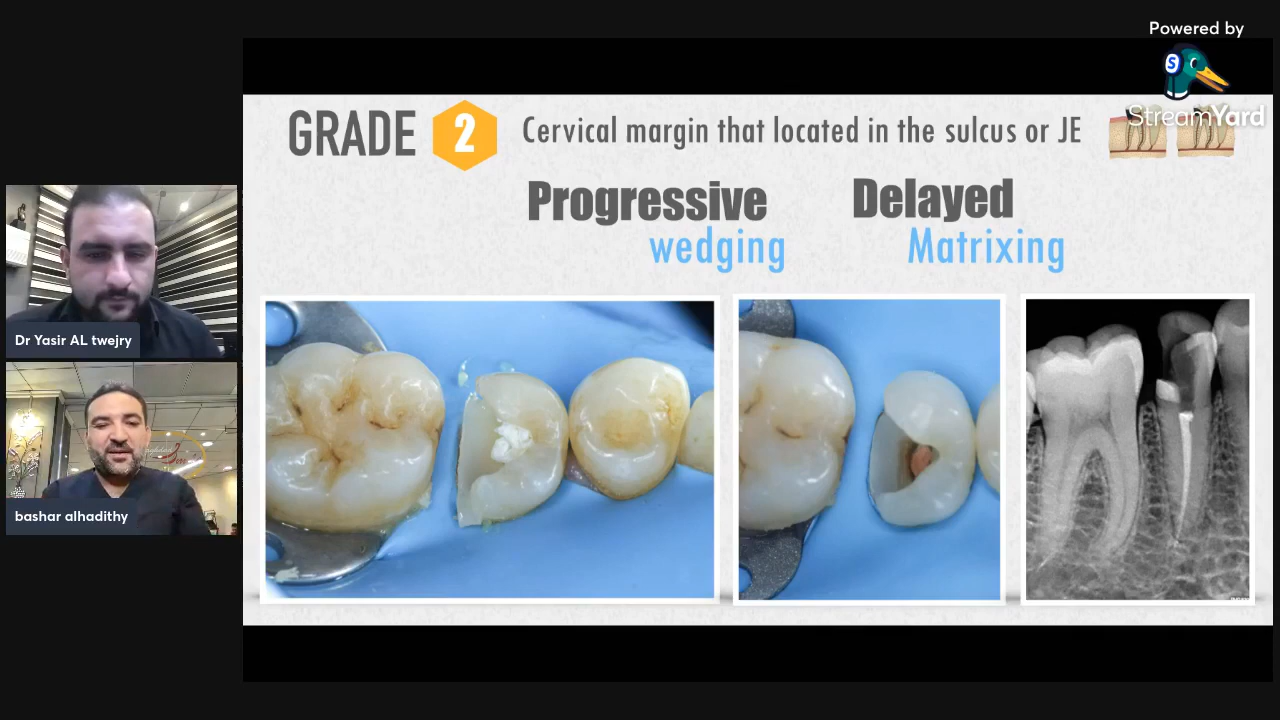 Powered by
StreamYard
GRADE 2 Cervical margin that located in the sulcus or JE
Progressive
wedging
Delayed
Matrixing
Dr Yasir AL twejry
bashar alhadithy